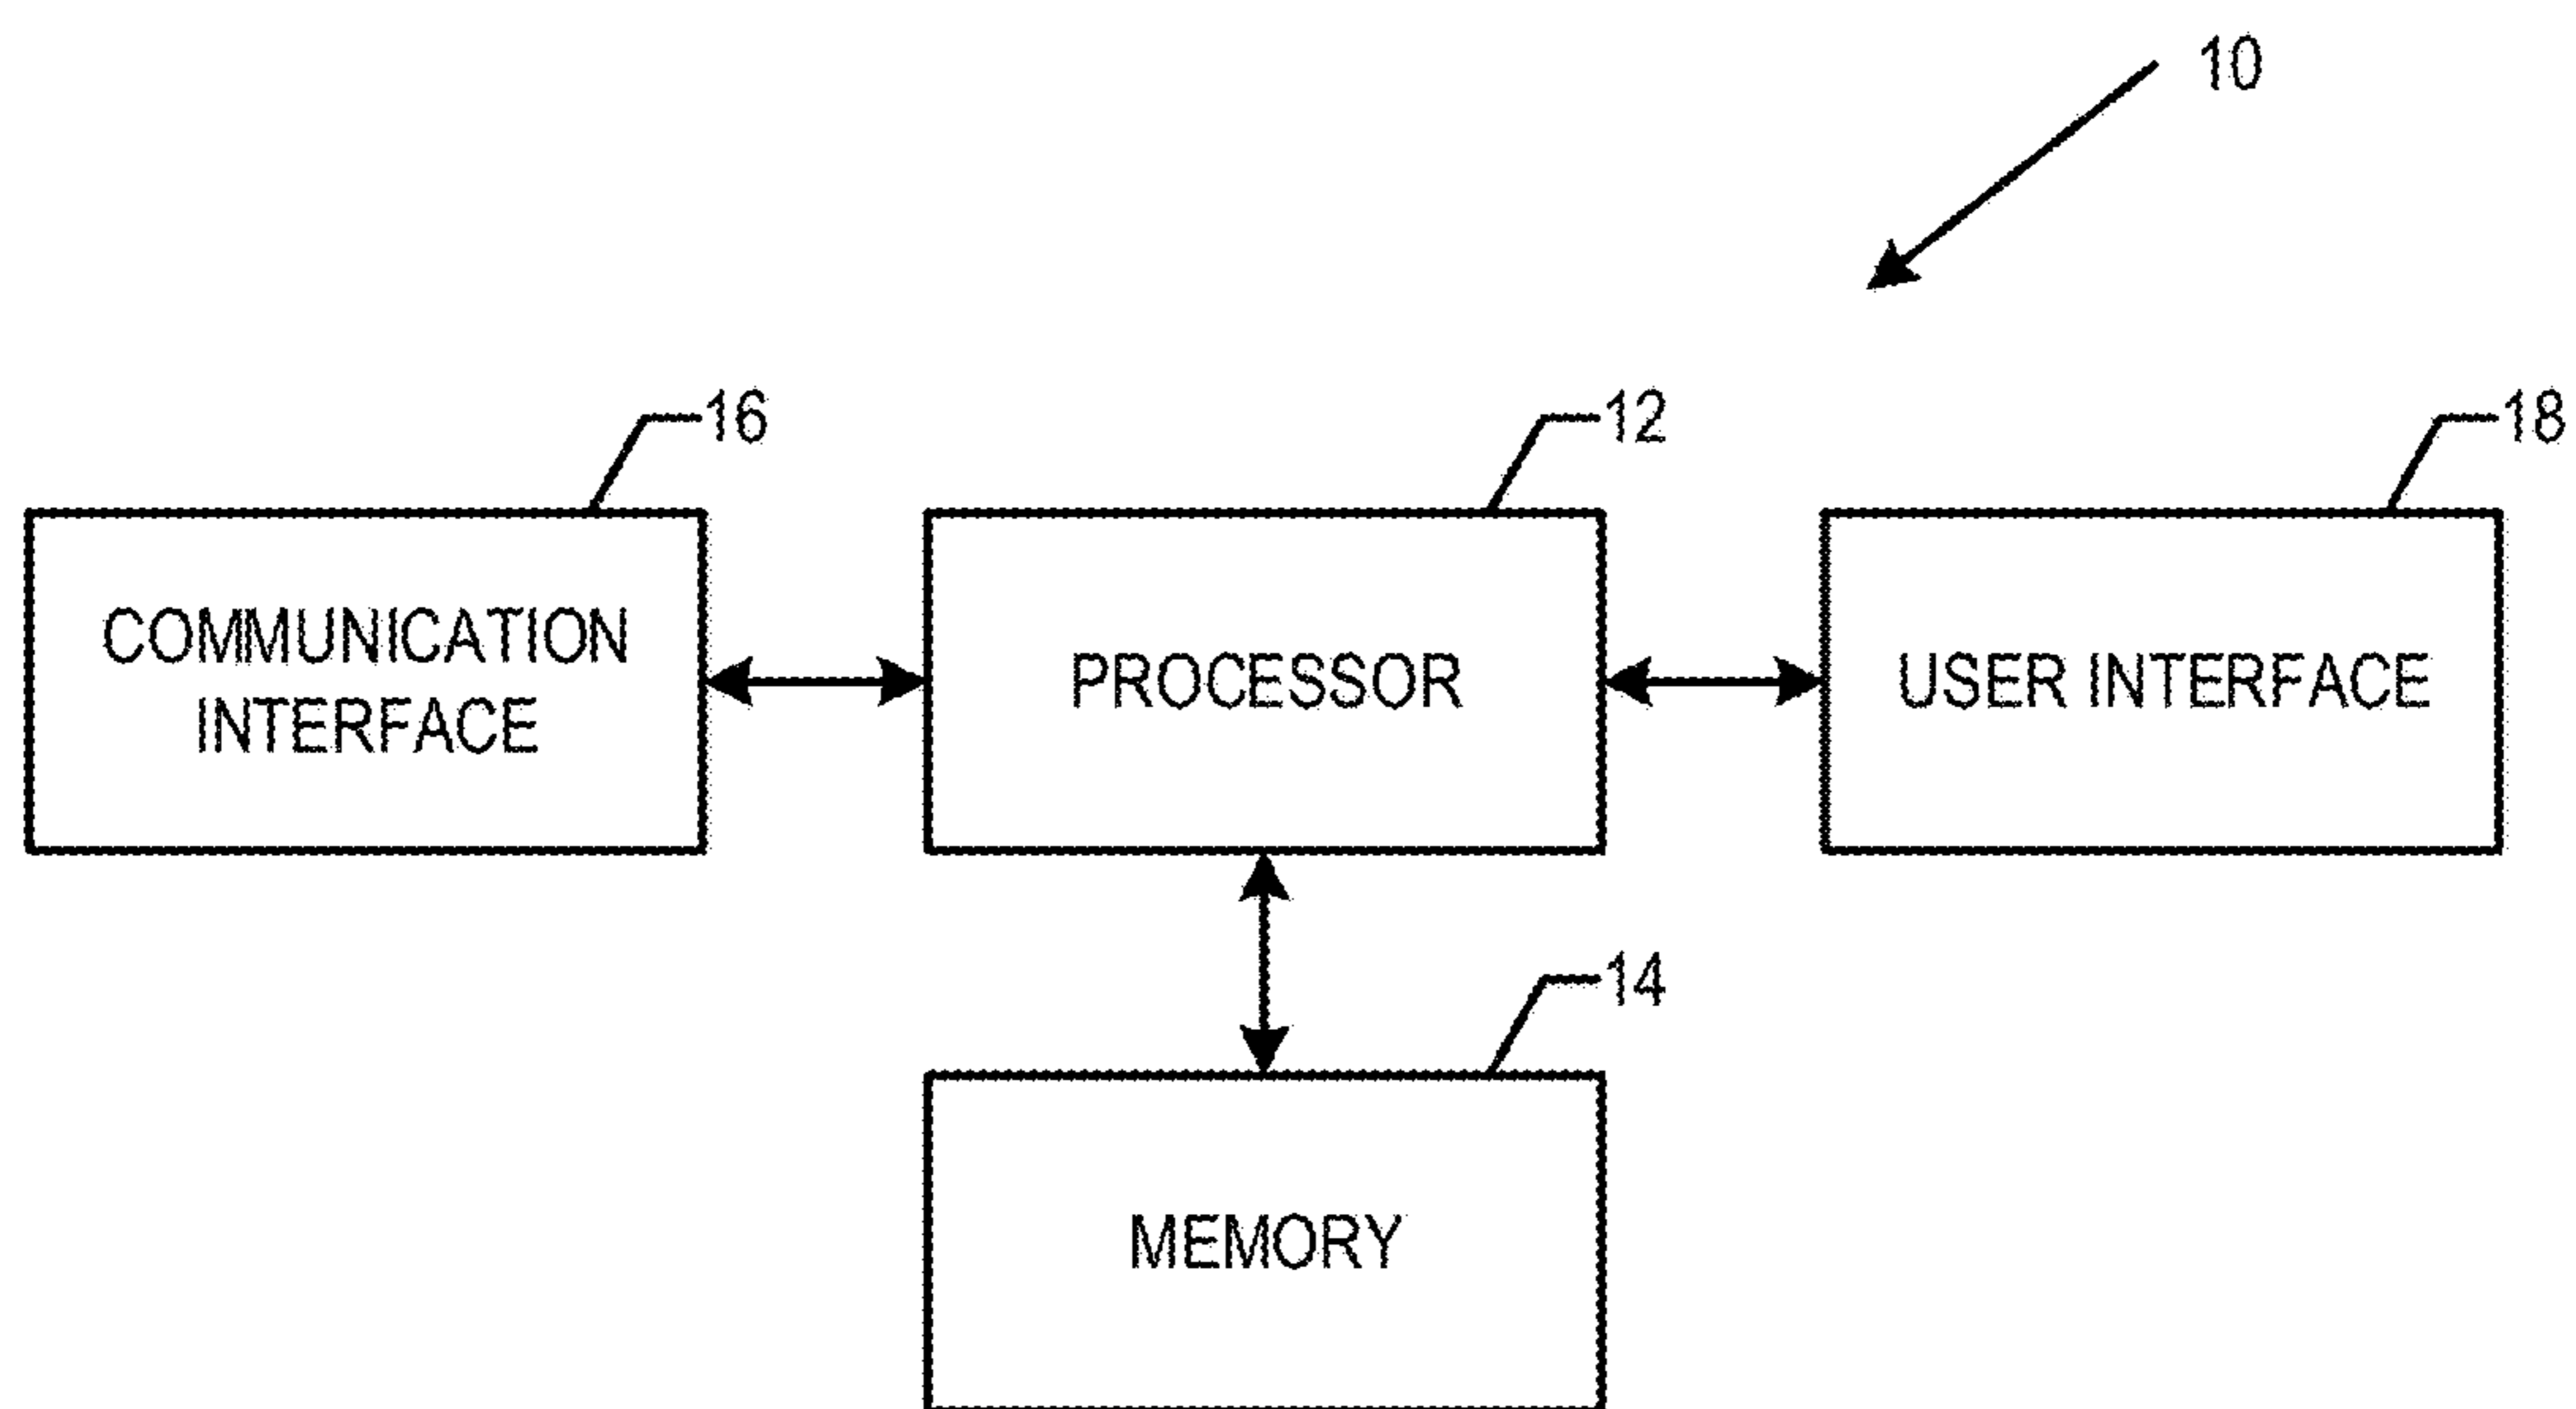 10
16
12
18
COMMUNICATION
INTERFACE
PROCESSOR
USER INTERFACE
14
MEMORY